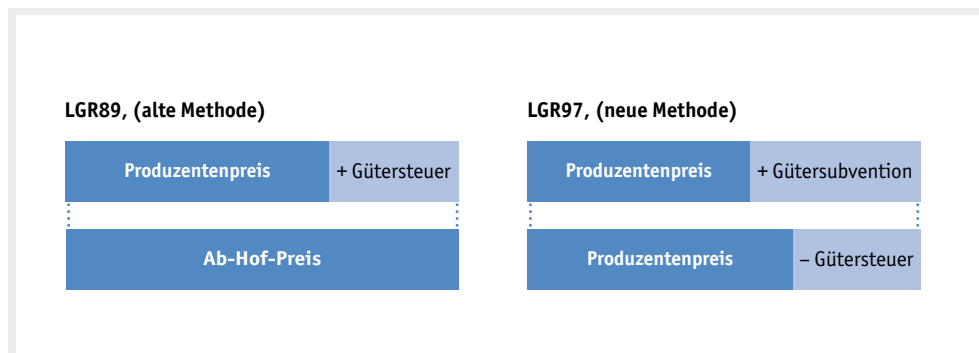 LGR89, (alte Methode)
Produzentenpreis + Gütersteuer
Ab-Hof-Preis
LGR97, (neue Methode)
Produzentenpreis + Gütersubvention
Produzentenpreis – Gütersteuer